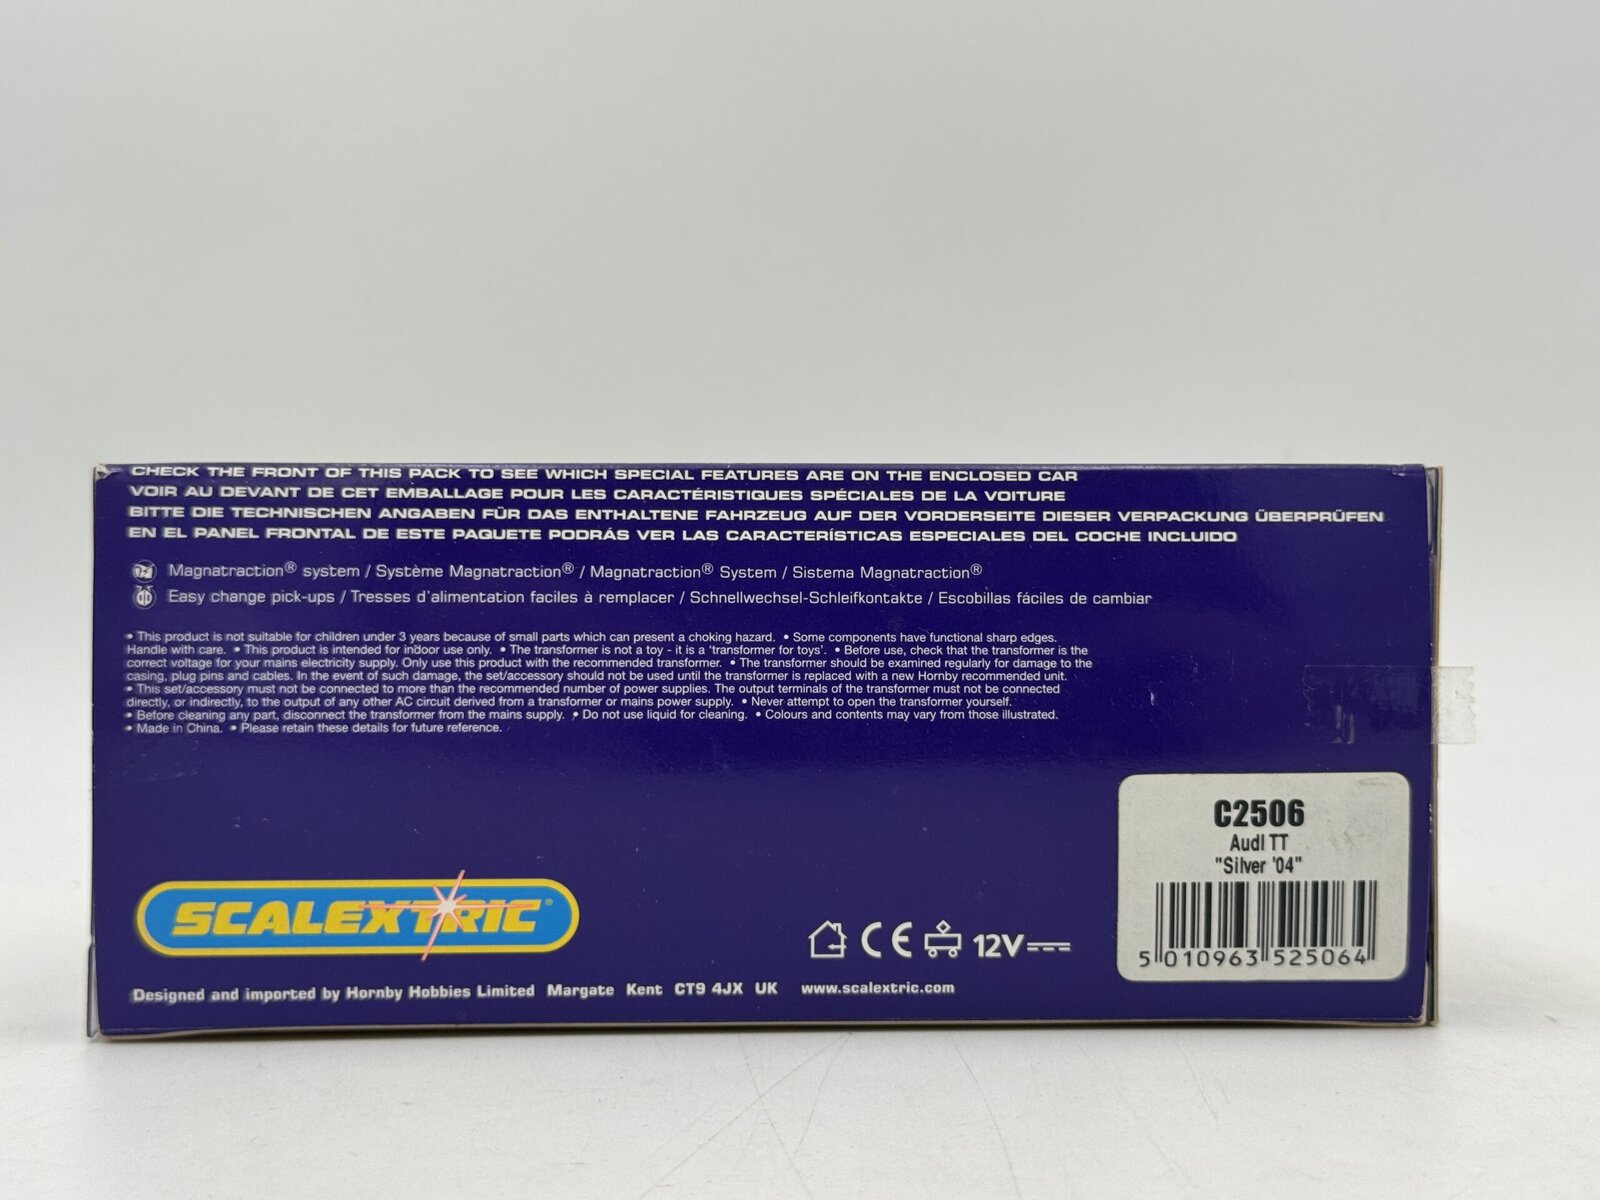 CHECK THE FRONT OF THIS PACK TO SEE WHICH SPECIAL FEATURES ARE ON THE ENCLOSED CAR
VOIR AU DEVANT DE CET EMBALLAGE POUR LES CARACTÉRISTIQUES SPÉCIALES DE LA VOITURE
BITTE DIE TECHNISCHEN ANGABEN FÜR DAS ENTHALTENE FAHRZEUG AUF DER VORDERSEITE DIESER VERPACKUNG ÜBERPRÜFEN
EN EL PANEL FRONTAL DE ESTE PAQUETE PODRÁS VER LAS CARACTERÍSTICAS ESPECIALES DEL COCHE INCLUIDO
Magnatraction® system / Système Magnatraction® / Magnatraction® System / Sistema Magnatraction®
Easy change pick-ups / Tresses d'alimentation faciles à remplacer / Schnellwechsel-Schleifkontakte / Escobillas fáciles de cambiar
• This product is not suitable for children under 3 years because of small parts which can present a choking hazard. • Some components have functional sharp edges.
Handle with care. • This product is intended for indoor use only. • The transformer is not a toy - it is a 'transformer for toys'. • Before use, check that the transformer is the
correct voltage for your mains electricity supply. Only use this product with the recommended transformer. • The transformer should be examined regularly for damage to the
casing, plug pins and cables. In the event of such damage, the set/accessory should not be used until the transformer is replaced with a new Hornby recommended unit.
• This set/accessory must not be connected to more than the recommended number of power supplies. The output terminals of the transformer must not be connected
directly, or indirectly, to the output of any other AC circuit derived from a transformer or mains power supply. • Never attempt to open the transformer yourself.
• Before cleaning any part, disconnect the transformer from the mains supply. • Do not use liquid for cleaning. • Colours and contents may vary from those illustrated.
• Made in China. • Please retain these details for future reference.
C2506
Audi TT
"Silver '04"
5 010963 525064
SCALEXTRIC®
CE 12V
Designed and imported by Hornby Hobbies Limited Margate Kent CT9 4JX UK www.scalextric.com